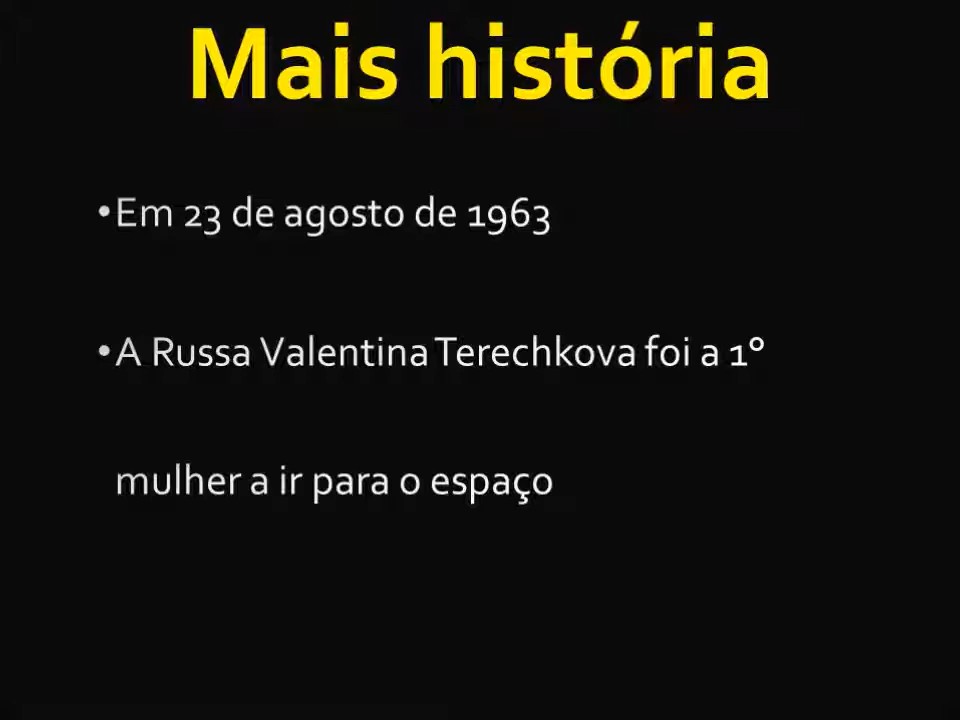 Mais história
•Em 23 de agosto de 1963
•A Russa Valentina Terechkova foi a 1°
mulher a ir para o espaço